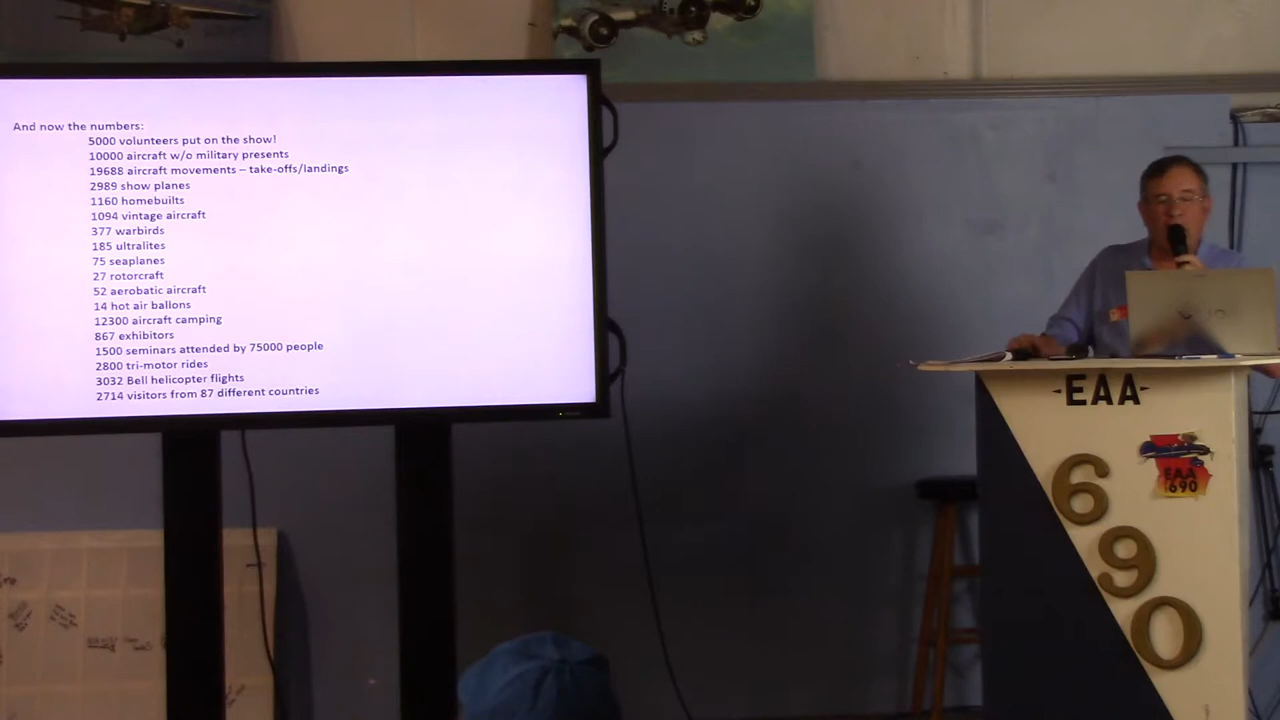 And now the numbers:
5000 volunteers put on the show!
10000 aircraft w/o military presents
19688 aircraft movements – take-offs/landings
2989 show planes
1160 homebuilts
1094 vintage aircraft
377 warbirds
185 ultralites
75 seaplanes
27 rotorcraft
52 aerobatic aircraft
14 hot air ballons
12300 aircraft camping
867 exhibitors
1500 seminars attended by 75000 people
2800 tri-motor rides
3032 Bell helicopter flights
2714 visitors from 87 different countries
EAA
690
EAA
690